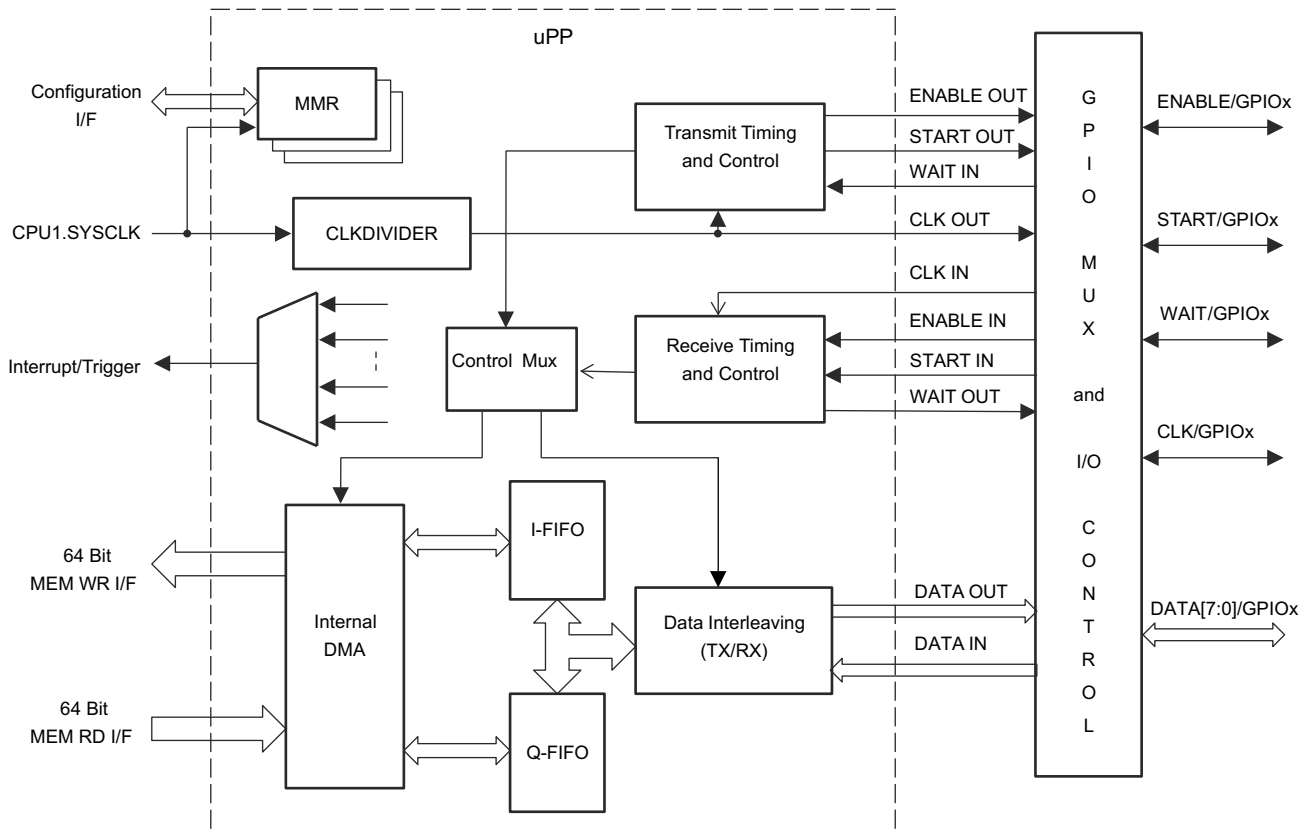 uPP
Configuration
I/F
MMR
CPU1.SYSCLK
CLKDIVIDER
Transmit Timing
and Control
ENABLE OUT
START OUT
WAIT IN
CLK OUT
CLK IN
ENABLE IN
START IN
WAIT OUT
Interrupt/Trigger
Control Mux
Receive Timing
and Control
64 Bit
MEM WR I/F
64 Bit
MEM RD I/F
Internal
DMA
I-FIFO
Q-FIFO
Data Interleaving
(TX/RX)
DATA OUT
DATA IN
G
P
I
O
M
U
X
and
I/O
C
O
N
T
R
O
L
ENABLE/GPIOx
START/GPIOx
WAIT/GPIOx
CLK/GPIOx
DATA[7:0]/GPIOx